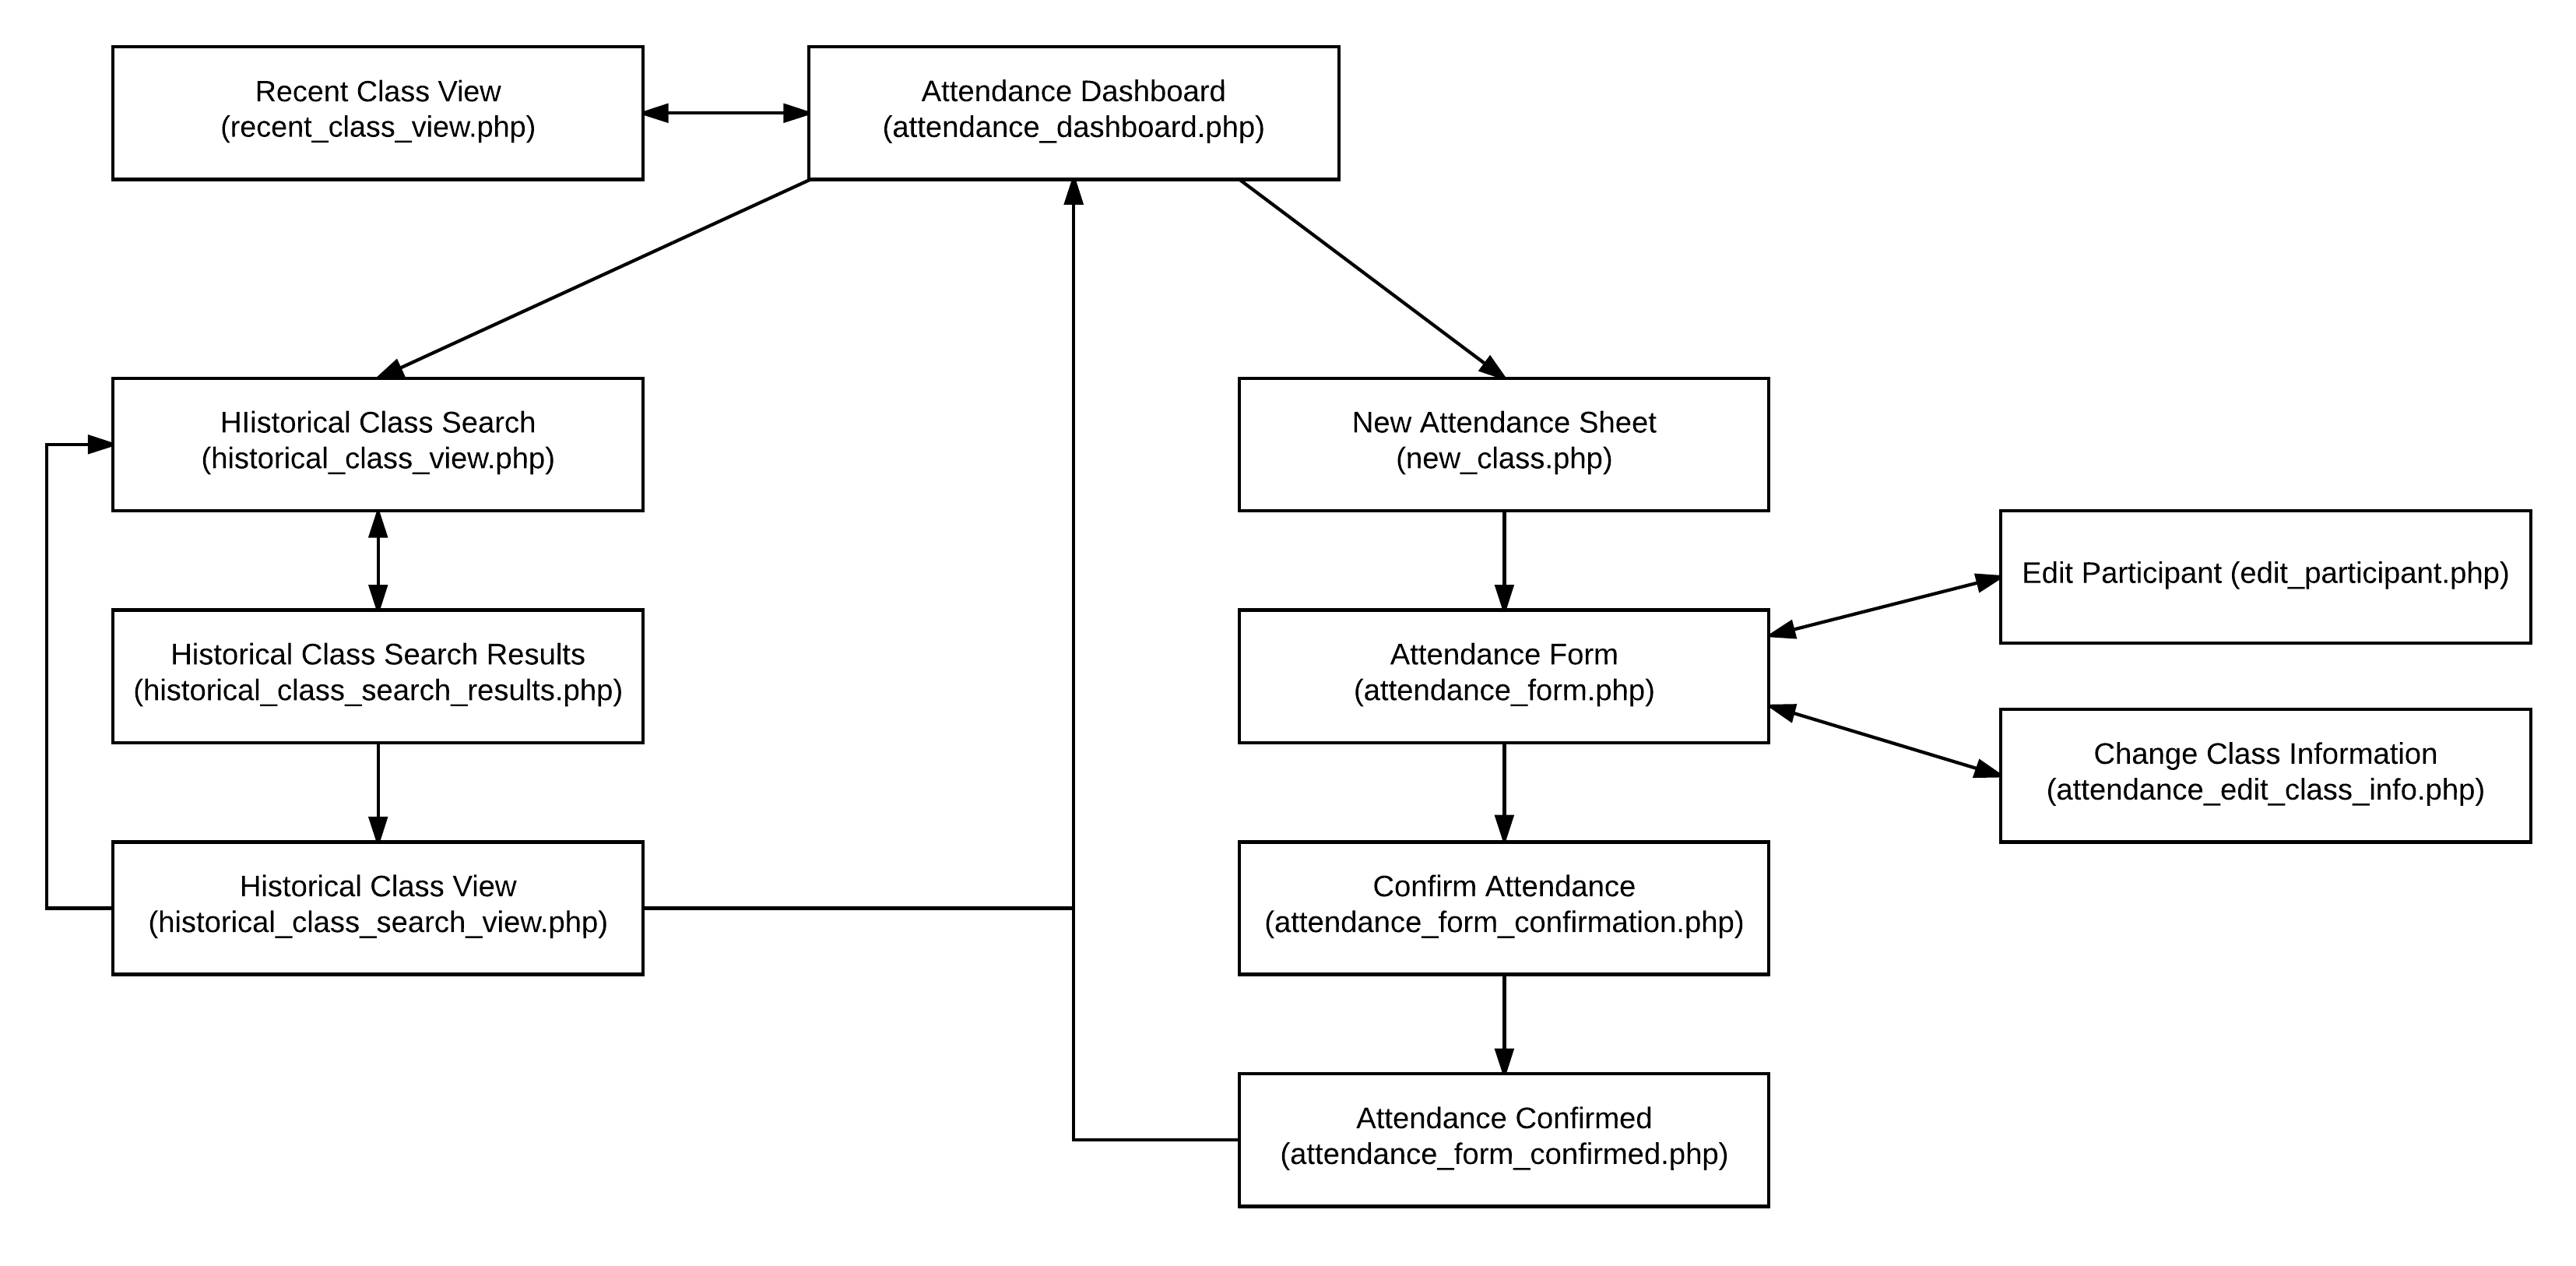 Recent Class View
(recent_class_view.php)
Attendance Dashboard
(attendance_dashboard.php)
HIistorical Class Search
(historical_class_view.php)
New Attendance Sheet
(new_class.php)
Edit Participant (edit_participant.php)
Historical Class Search Results
(historical_class_search_results.php)
Attendance Form
(attendance_form.php)
Change Class Information
(attendance_edit_class_info.php)
Historical Class View
(historical_class_search_view.php)
Confirm Attendance
(attendance_form_confirmation.php)
Attendance Confirmed
(attendance_form_confirmed.php)